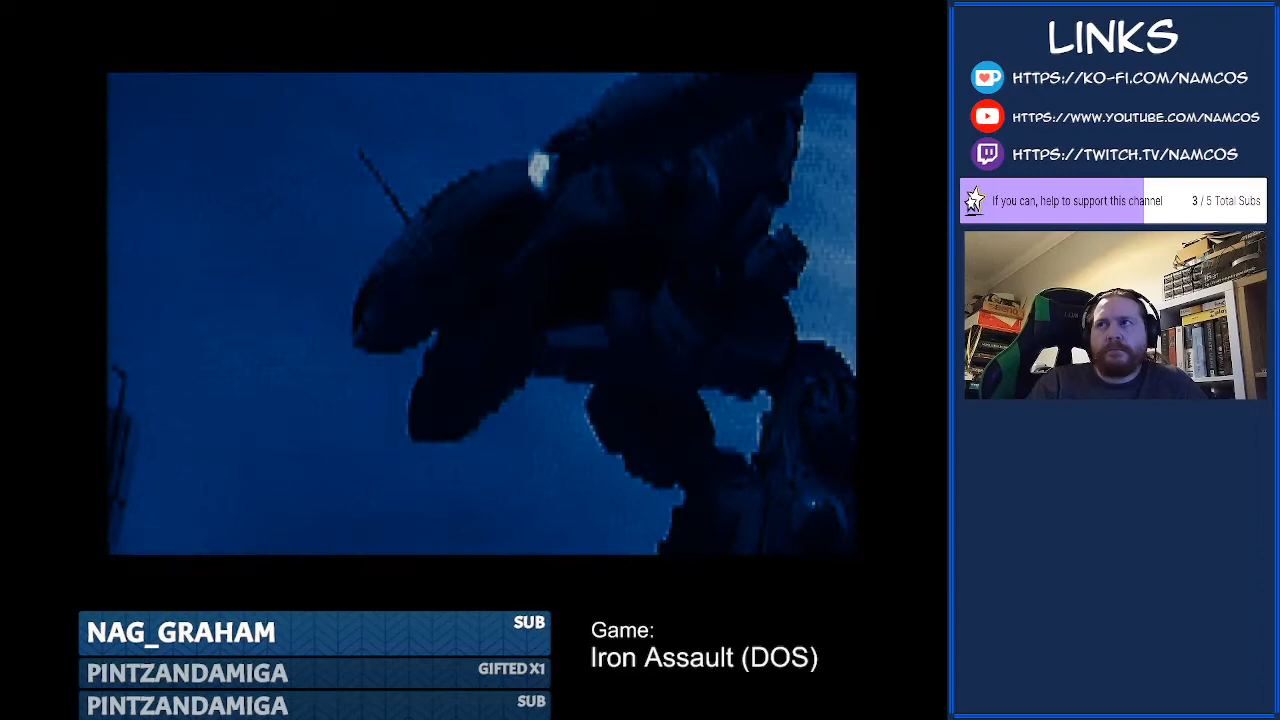 LINKS
HTTPS://KO-FI.COM/NAMCOS
HTTPS://WWW.YOUTUBE.COM/NAMCOS
HTTPS://TWITCH.TV/NAMCOS
If you can, help to support this channel 3 / 5 Total Subs
NAG_GRAHAM SUB
PINTZANDAMIGA GIFTED X1
PINTZANDAMIGA SUB
Game:
Iron Assault (DOS)